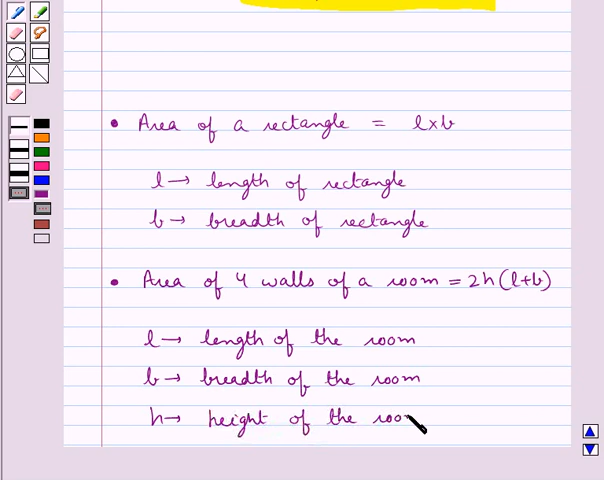 • Area of a rectangle = l×b
l→ length of rectangle
b→ breadth of rectangle
• Area of 4 walls of a room = 2h(l+b)
l→ length of the room
b→ breadth of the room
h→ height of the roo